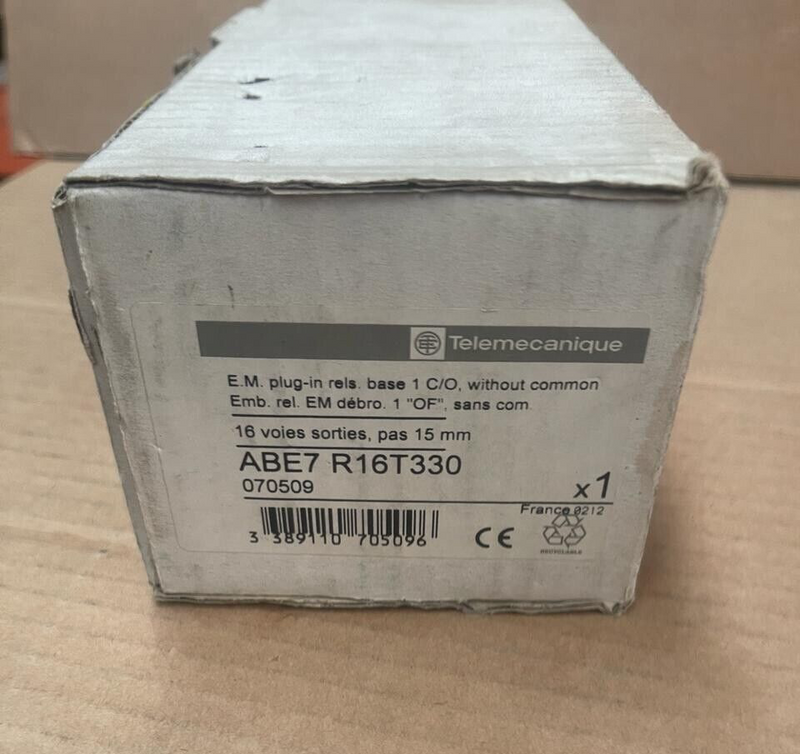 Telemecanique
E.M. plug-in rels. base 1 C/O, without common
Emb. rel. EM débro. 1 "OF", sans com.
16 voies sorties, pas 15 mm
ABE7 R16T330
070509
x1
France 0212
3 389110 705096
CE
RECYCLABLE